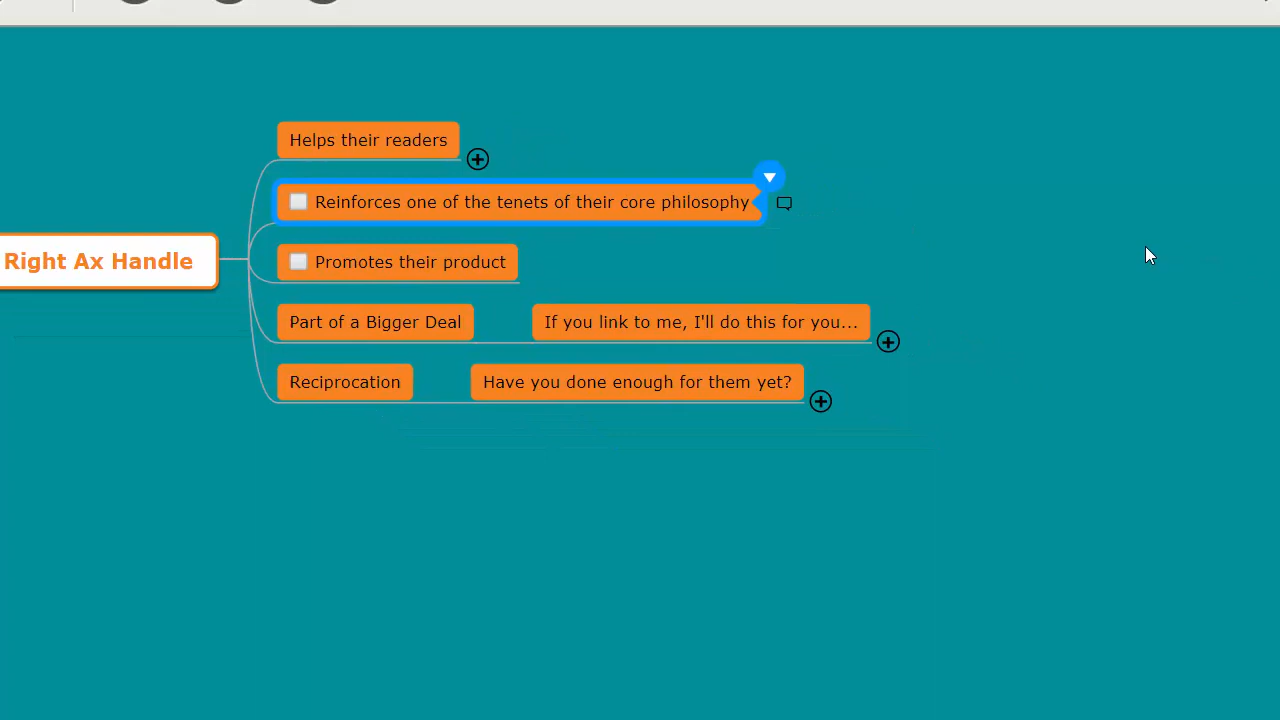 Helps their readers
Reinforces one of the tenets of their core philosophy
Right Ax Handle
Promotes their product
Part of a Bigger Deal
If you link to me, I'll do this for you...
Reciprocation
Have you done enough for them yet?